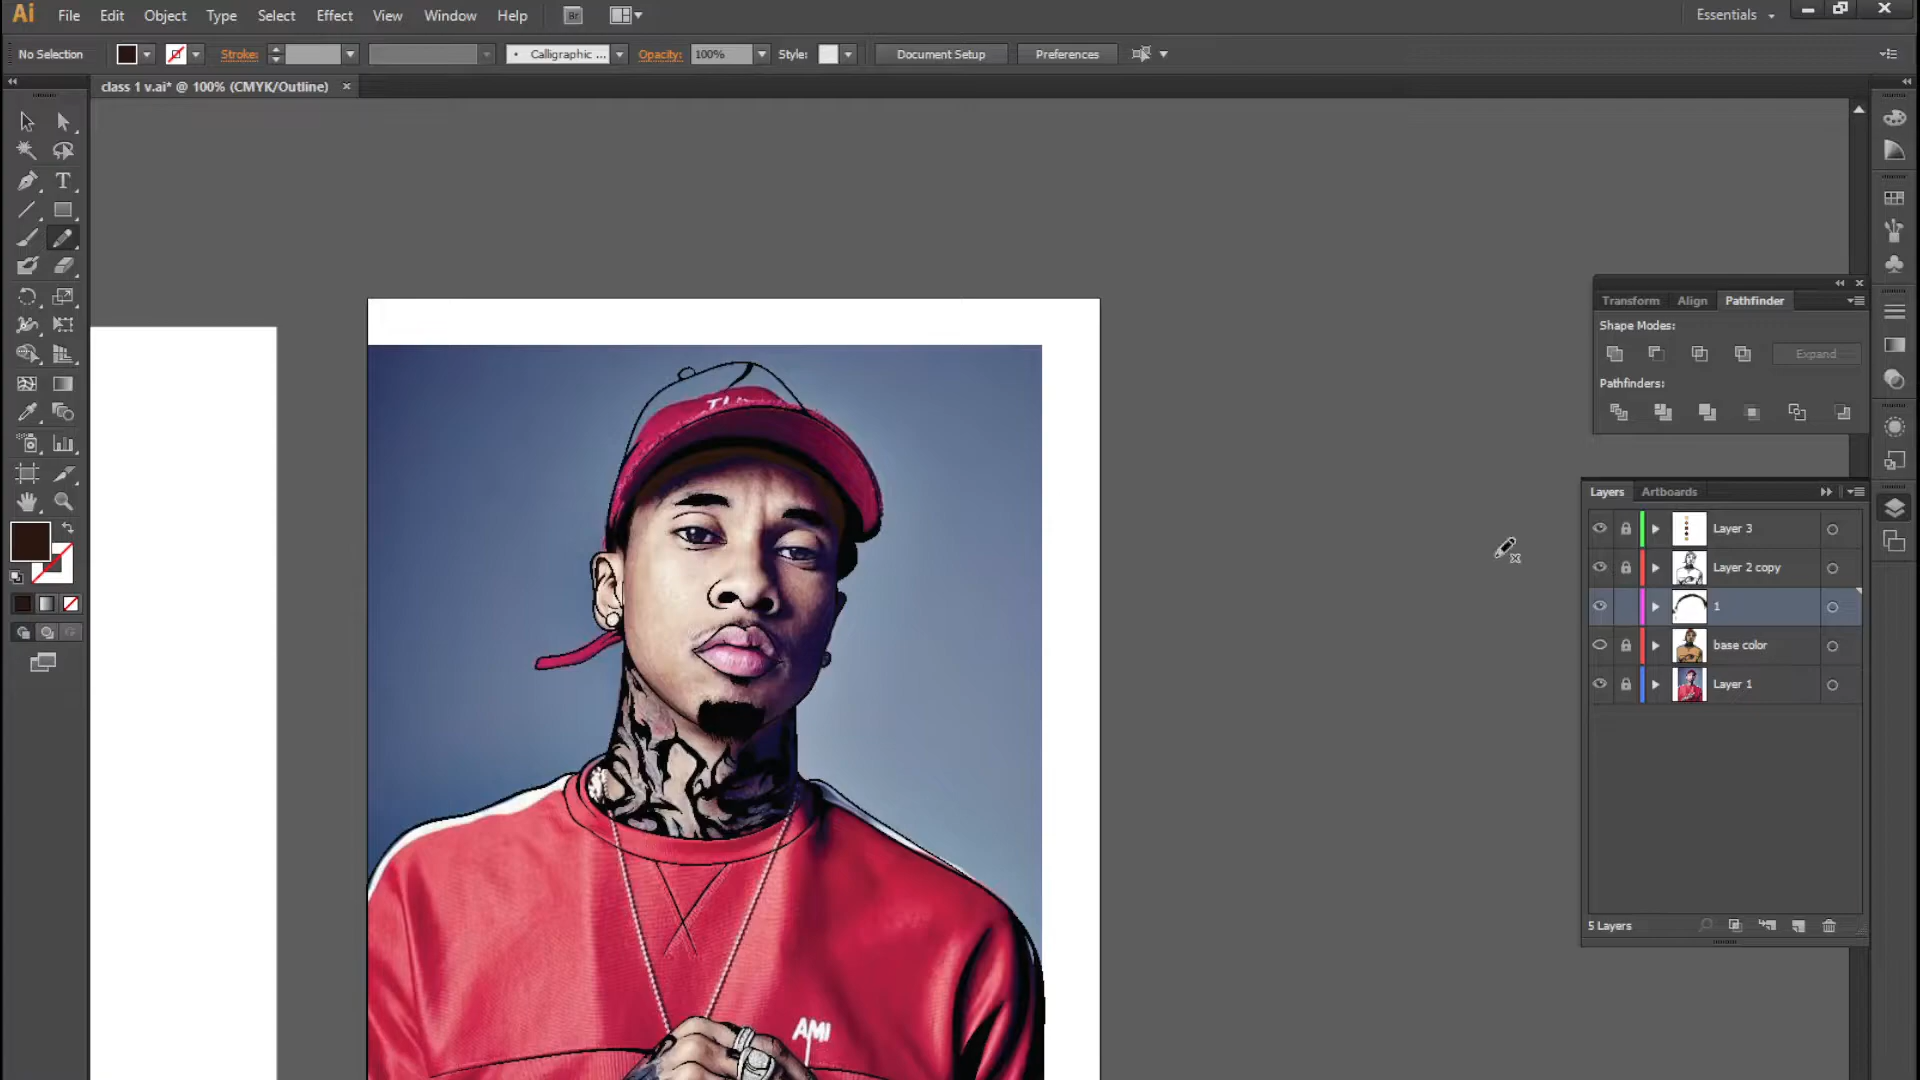 Ai File Edit Object Type Select Effect View Window Help Br Essentials
No Selection Stroke: Calligraphic ... Opacity: 100% Style: Document Setup Preferences
class 1 v.ai* @ 100% (CMYK/Outline)
Transform Align Pathfinder
Shape Modes:
Expand
Pathfinders:
Layers Artboards
Layer 3
Layer 2 copy
1
base color
Layer 1
5 Layers
AMI